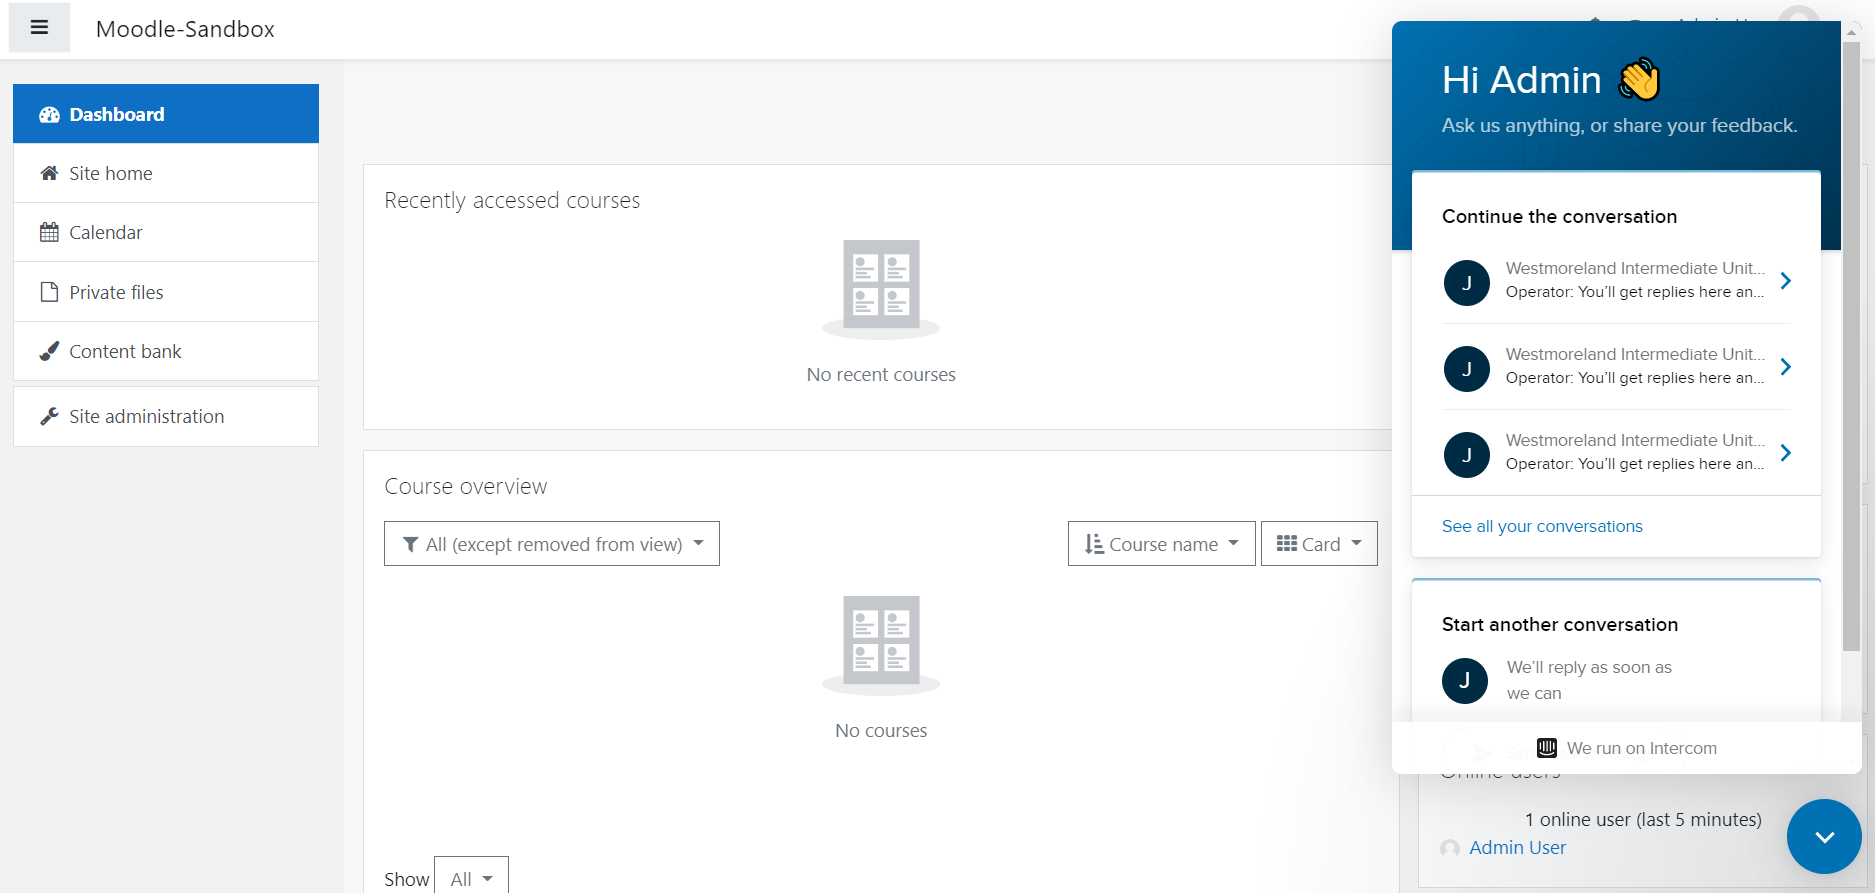 Moodle-Sandbox
Dashboard
Site home
Calendar
Private files
Content bank
Site administration
Recently accessed courses
No recent courses
Course overview
All (except removed from view)
Course name
Card
No courses
Show All
Hi Admin 👋
Ask us anything, or share your feedback.
Continue the conversation
J
Westmoreland Intermediate Unit...
Operator: You’ll get replies here an...
J
Westmoreland Intermediate Unit...
Operator: You’ll get replies here an...
J
Westmoreland Intermediate Unit...
Operator: You’ll get replies here an...
See all your conversations
Start another conversation
J
We’ll reply as soon as
we can
We run on Intercom
Online users
1 online user (last 5 minutes)
Admin User